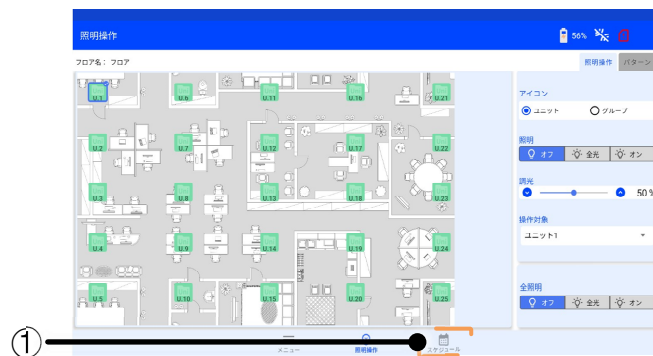 照明操作
56%
フロア名： フロア
照明操作 パターン
アイコン
ユニット グループ
照明
オフ 全光 オン
調光
50 %
操作対象
ユニット1
全照明
オフ 全光 オン
U.1 U.6 U.11 U.16 U.21
U.2 U.7 U.12 U.17 U.22
U.3 U.8 U.13 U.18 U.23
U.4 U.9 U.14 U.19 U.24
U.5 U.10 U.15 U.20 U.25
① メニュー 照明操作 スケジュール